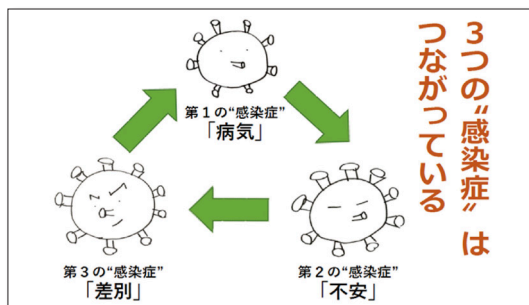 3つの“感染症”は
つながっている
第1の“感染症”
「病気」
第2の“感染症”
「不安」
第3の“感染症”
「差別」